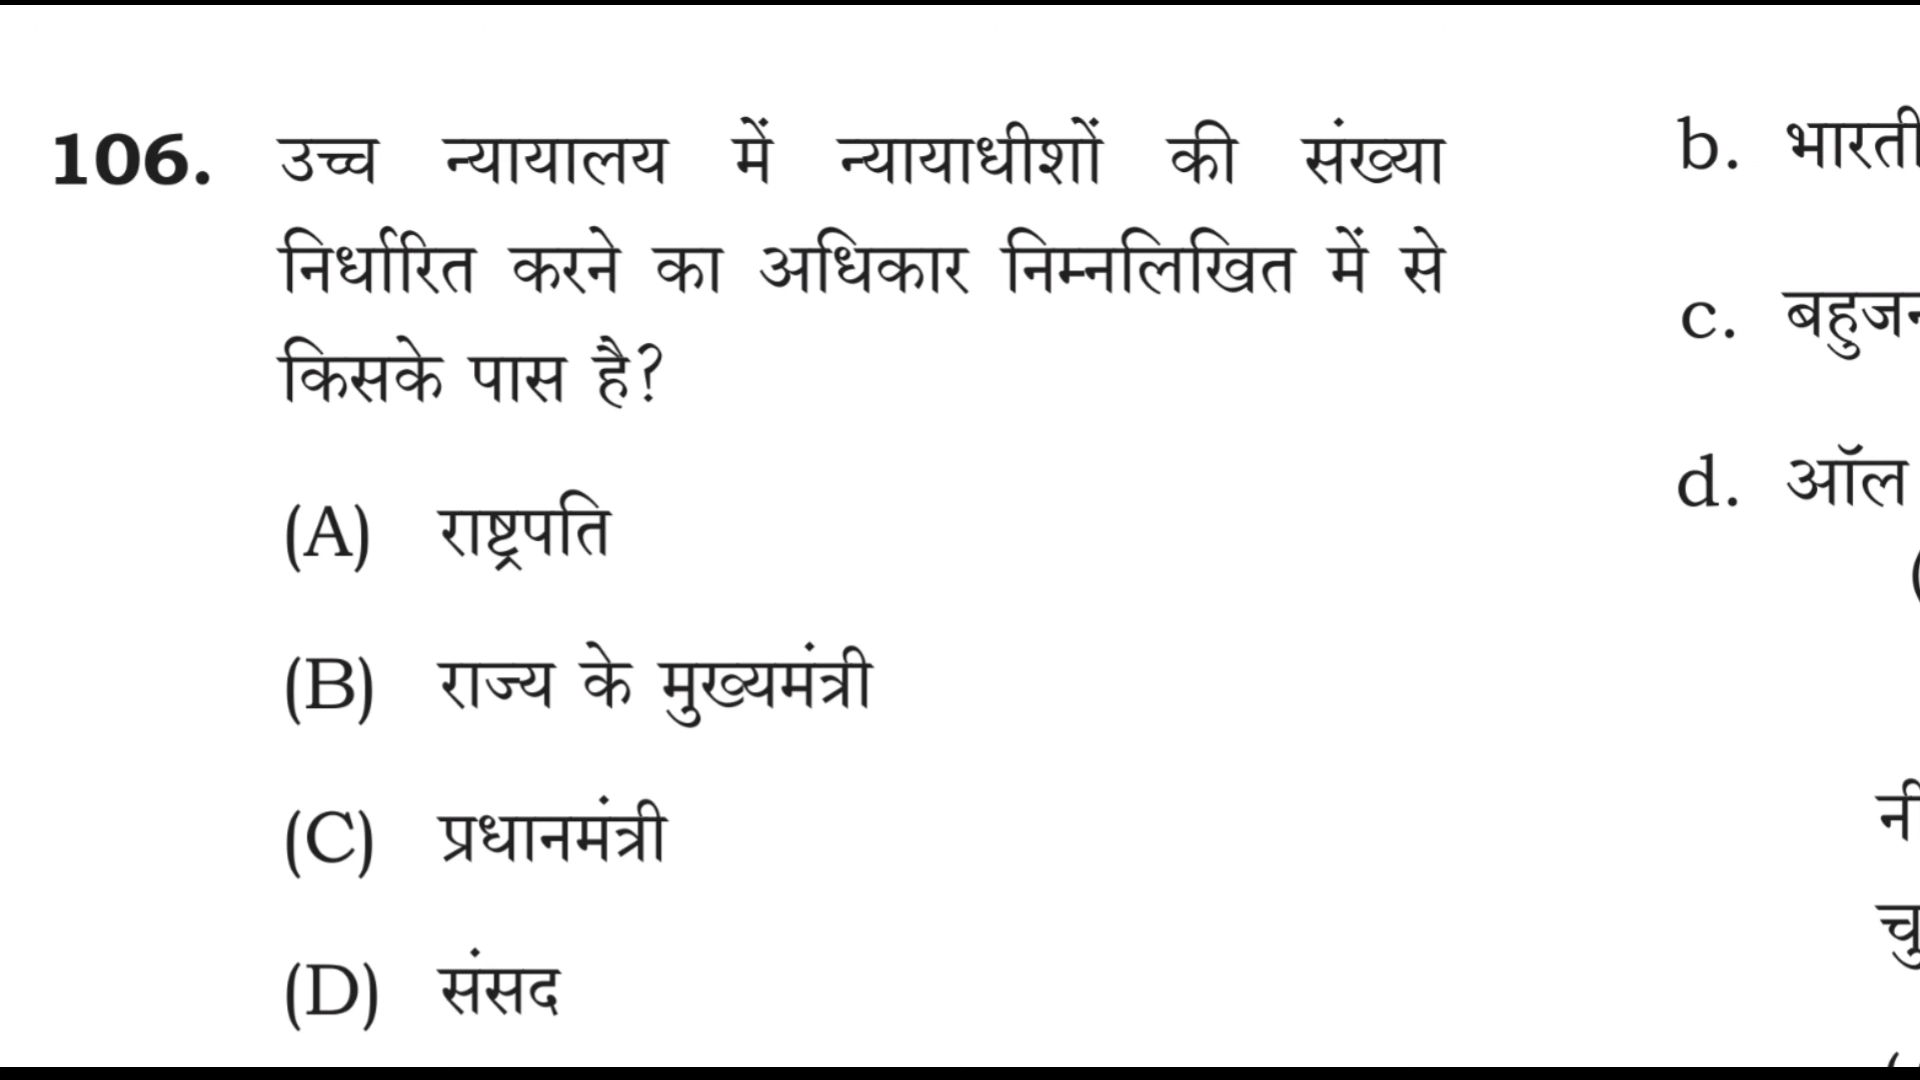 106. उच्च न्यायालय में न्यायाधीशों की संख्या
निर्धारित करने का अधिकार निम्नलिखित में से
किसके पास है?
(A) राष्ट्रपति
(B) राज्य के मुख्यमंत्री
(C) प्रधानमंत्री
(D) संसद
b.
c.
d. ऑल